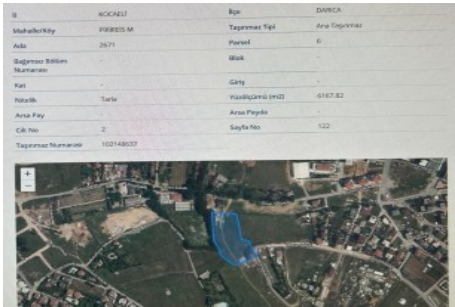 İl KOCAELİ İlçe DARICA
Mahalle/Köy PİRİREİS M Taşınmaz Tipi Ana Taşınmaz
Ada 2671 Parsel 6
Bağımsız Bölüm Numarası - Blok -
Kat - Giriş -
Nitelik Tarla Yüzölçümü (m2) 6167.82
Arsa Pay - Arsa Payda -
Cilt No 2 Sayfa No 122
Taşınmaz Numarası 102148637
+
−